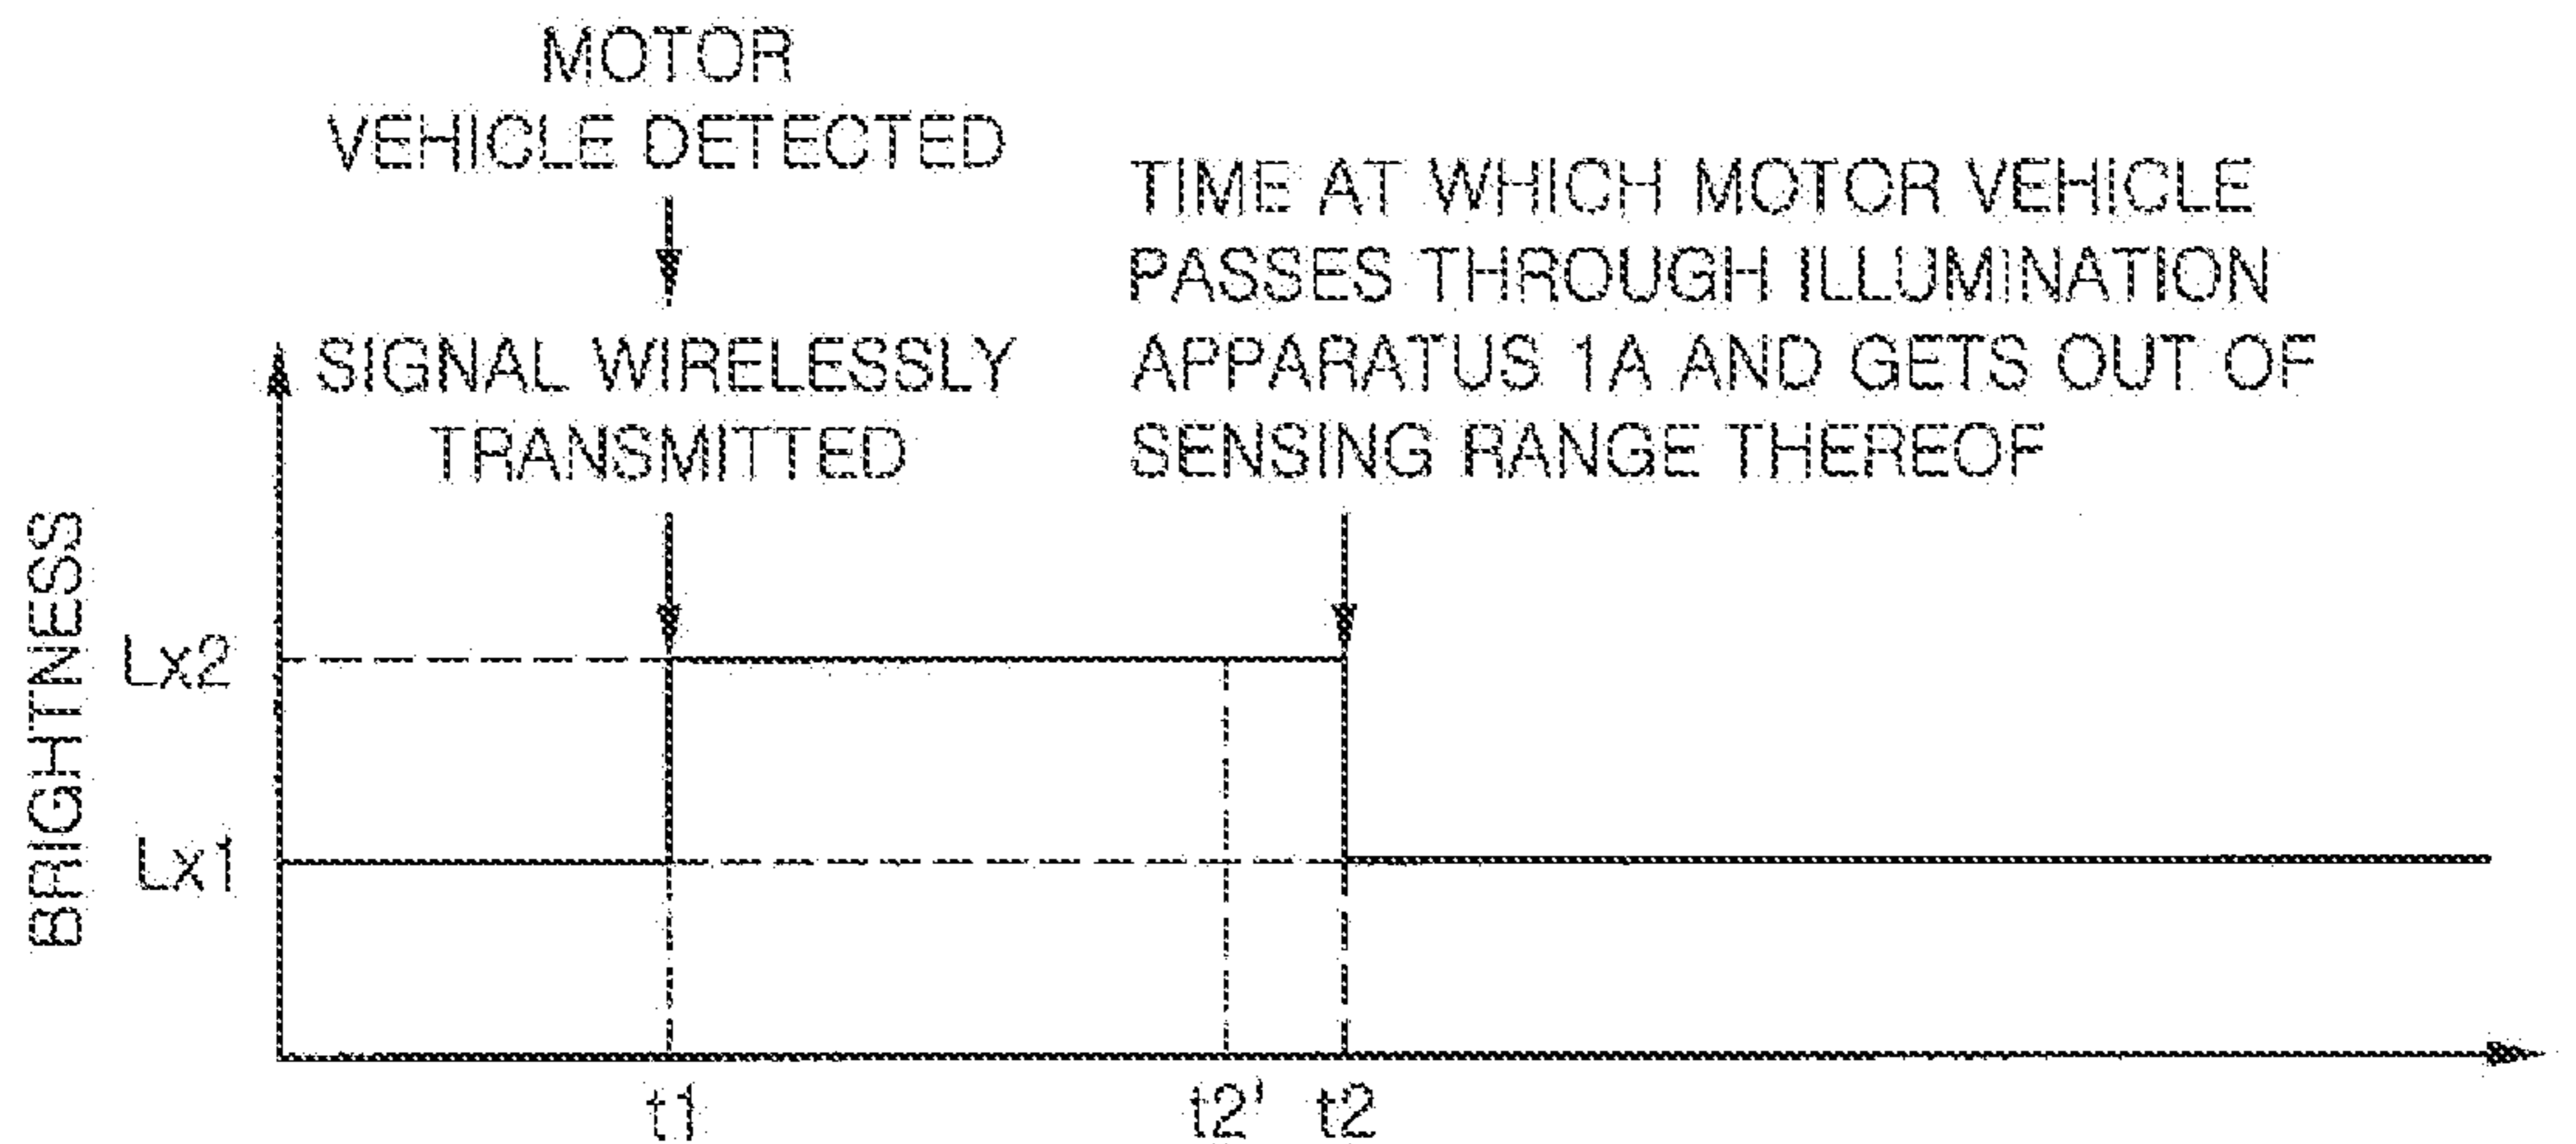 MOTOR
VEHICLE DETECTED
SIGNAL WIRELESSLY
TRANSMITTED
TIME AT WHICH MOTOR VEHICLE
PASSES THROUGH ILLUMINATION
APPARATUS 1A AND GETS OUT OF
SENSING RANGE THEREOF
BRIGHTNESS
Lx2
Lx1
t1
t2'
t2